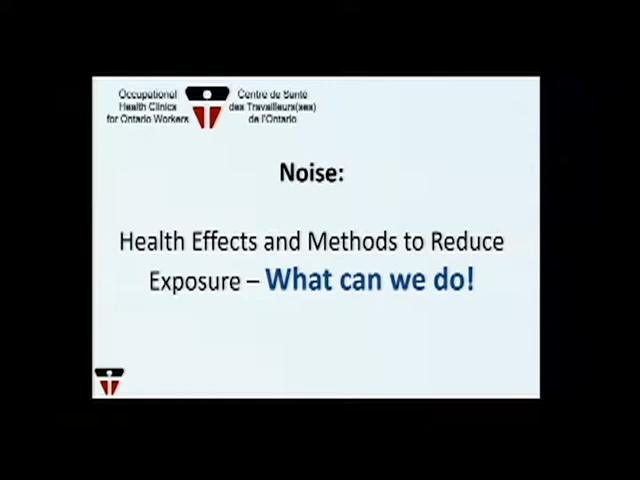 Occupational
Health Clinics
for Ontario Workers
Centre de Santé
des Travailleurs(ses)
de l'Ontario
Noise:
Health Effects and Methods to Reduce
Exposure – What can we do!